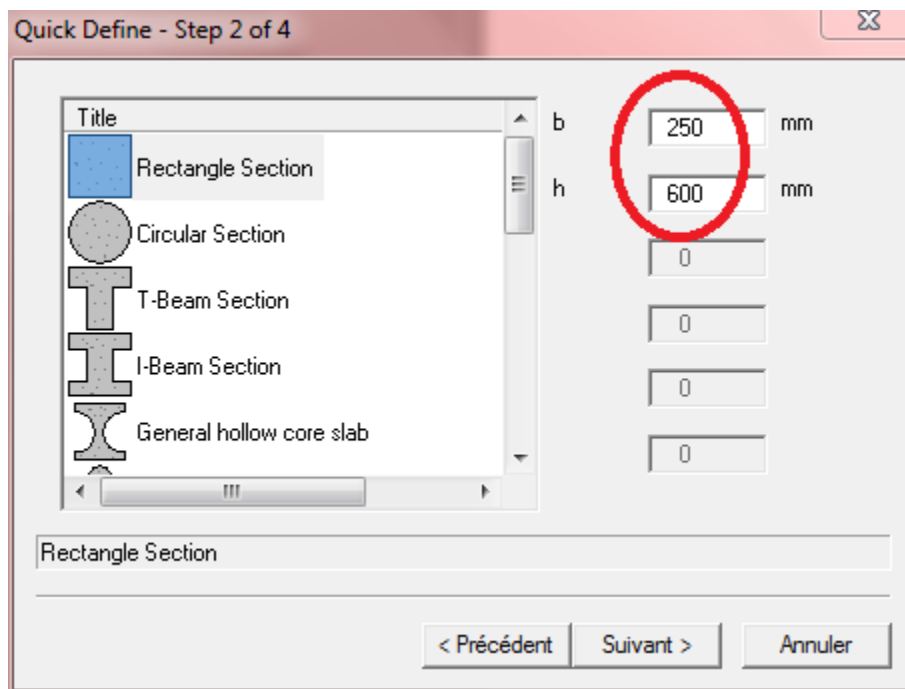 Quick Define - Step 2 of 4
Title
Rectangle Section
Circular Section
T-Beam Section
I-Beam Section
General hollow core slab
b 250 mm
h 600 mm
0
0
0
0
Rectangle Section
< Précédent Suivant > Annuler